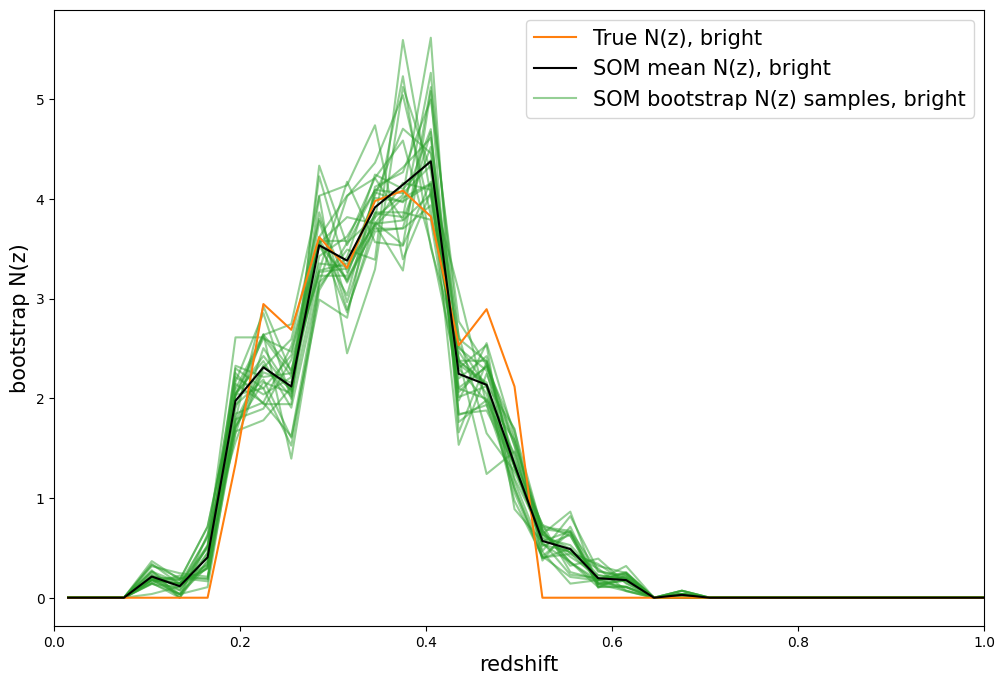 True N(z), bright
SOM mean N(z), bright
SOM bootstrap N(z) samples, bright
bootstrap N(z)
5
4
3
2
1
0
0.0 0.2 0.4 0.6 0.8 1.0
redshift